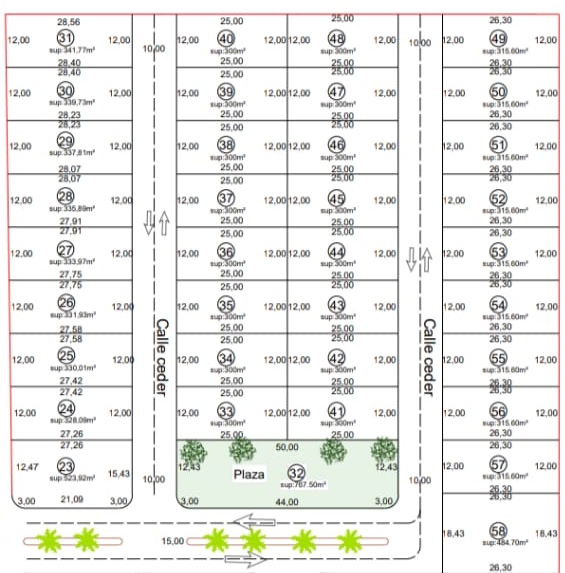 28,56
12,00 31 12,00
sup:341.77m²
28,40
28,40
12,00 30 12,00
sup:339,73m²
28,23
28,23
12,00 29 12,00
sup:337,81m²
28,07
28,07
12,00 28 12,00
sup:335,89m²
27,91
27,91
12,00 27 12,00
sup:333,97m²
27,75
27,75
12,00 26 12,00
sup:331,93m²
27,58
27,58
12,00 25 12,00
sup:330,01m²
27,42
27,42
12,00 24 12,00
sup:328,09m²
27,26
27,26
12,47 23 15,43
sup:523,92m²
3,00 21,09 3,00
10,00
Calle ceder
10,00
25,00 25,00
12,00 40 12,00 12,00 48 12,00
sup:300m² sup:300m²
25,00 25,00
25,00 25,00
12,00 39 12,00 12,00 47 12,00
sup:300m² sup:300m²
25,00 25,00
25,00 25,00
12,00 38 12,00 12,00 46 12,00
sup:300m² sup:300m²
25,00 25,00
25,00 25,00
12,00 37 12,00 12,00 45 12,00
sup:300m² sup:300m²
25,00 25,00
25,00 25,00
12,00 36 12,00 12,00 44 12,00
sup:300m² sup:300m²
25,00 25,00
25,00 25,00
12,00 35 12,00 12,00 43 12,00
sup:300m² sup:300m²
25,00 25,00
25,00 25,00
12,00 34 12,00 12,00 42 12,00
sup:300m² sup:300m²
25,00 25,00
25,00 25,00
12,00 33 12,00 12,00 41 12,00
sup:300m² sup:300m²
25,00 25,00
50,00
12,43 Plaza 32 12,43
sup:767.50m²
3,00 44,00 3,00
10,00
Calle ceder
10,00
26,30
12,00 49 12,00
sup:315.60m²
26,30
26,30
12,00 50 12,00
sup:315.60m²
26,30
12,00 51 12,00
sup:315.60m²
26,30
12,00 52 12,00
sup:315.60m²
26,30
12,00 53 12,00
sup:315.60m²
26,30
12,00 54 12,00
sup:315.60m²
26,30
12,00 55 12,00
sup:315.60m²
26,30
26,30
12,00 56 12,00
sup:315.60m²
26,30
12,00 57 12,00
sup:315.60m²
26,30
26,30
18,43 58 18,43
sup:484.70m²
26,30
15,00